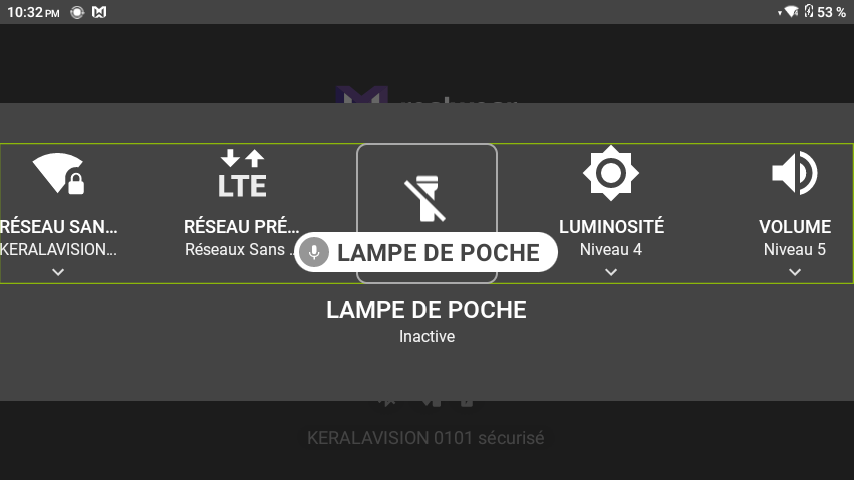 10:32 PM
53 %
RÉSEAU SAN...
KERALAVISION...
LTE
RÉSEAU PRÉ...
Réseaux Sans ...
LAMPE DE POCHE
LUMINOSITÉ
Niveau 4
VOLUME
Niveau 5
LAMPE DE POCHE
Inactive
KERALAVISION 0101 sécurisé